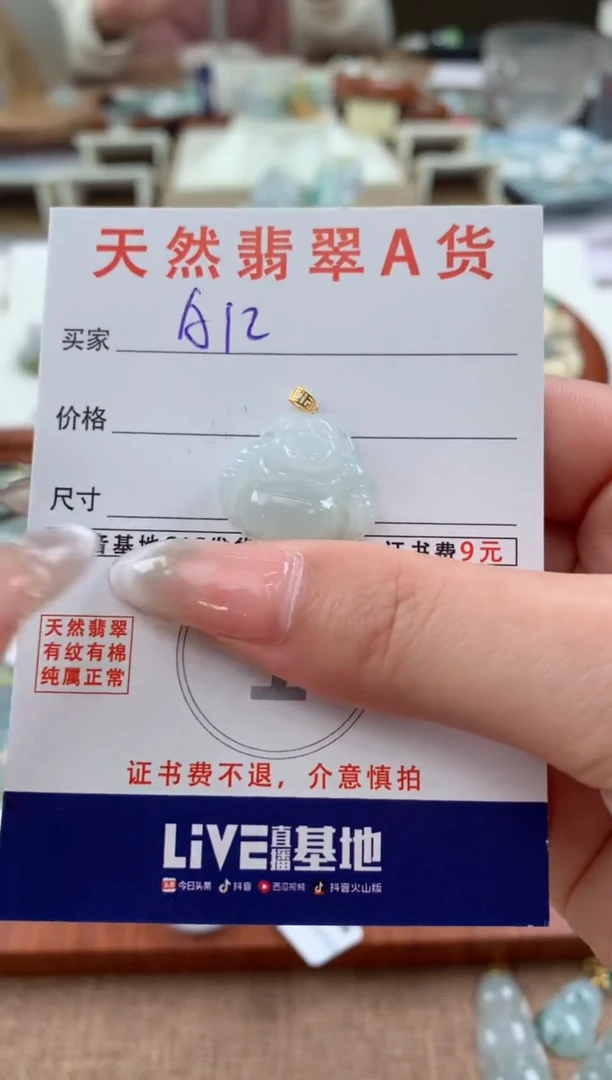 天然翡翠A货
买家 A12
价格
尺寸
基地
证书费9元
天然翡翠
有纹有棉
纯属正常
证书费不退，介意慎拍
LiVE直播基地
今日头条 抖音 西瓜视频 抖音火山版